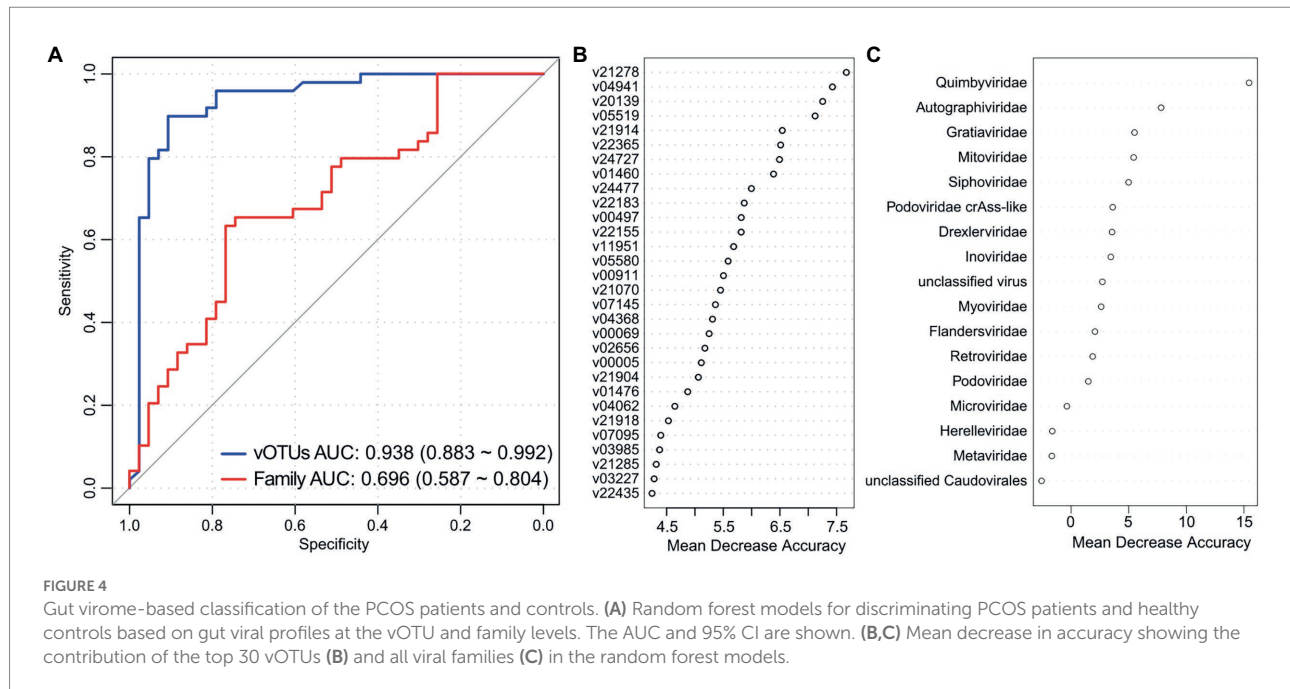 A
1.0
0.8
0.6
0.4
0.2
0.0
Sensitivity
vOTUs AUC: 0.938 (0.883 ~ 0.992)
Family AUC: 0.696 (0.587 ~ 0.804)
1.0 0.8 0.6 0.4 0.2 0.0
Specificity
B
v21278
v04941
v20139
v05519
v21914
v22365
v24727
v01460
v24477
v22183
v00497
v22155
v11951
v05580
v00911
v21070
v07145
v04368
v00069
v02656
v00005
v21904
v01476
v04062
v21918
v07095
v03985
v21285
v03227
v22435
4.5 5.5 6.5 7.5
Mean Decrease Accuracy
C
Quimbyviridae
Autographiviridae
Gratiaviridae
Mitoviridae
Siphoviridae
Podoviridae crAss-like
Drexlerviridae
Inoviridae
unclassified virus
Myoviridae
Flandersviridae
Retroviridae
Podoviridae
Microviridae
Herelleviridae
Metaviridae
unclassified Caudovirales
0 5 10 15
Mean Decrease Accuracy
FIGURE 4
Gut virome-based classification of the PCOS patients and controls. (A) Random forest models for discriminating PCOS patients and healthy
controls based on gut viral profiles at the vOTU and family levels. The AUC and 95% CI are shown. (B,C) Mean decrease in accuracy showing the
contribution of the top 30 vOTUs (B) and all viral families (C) in the random forest models.